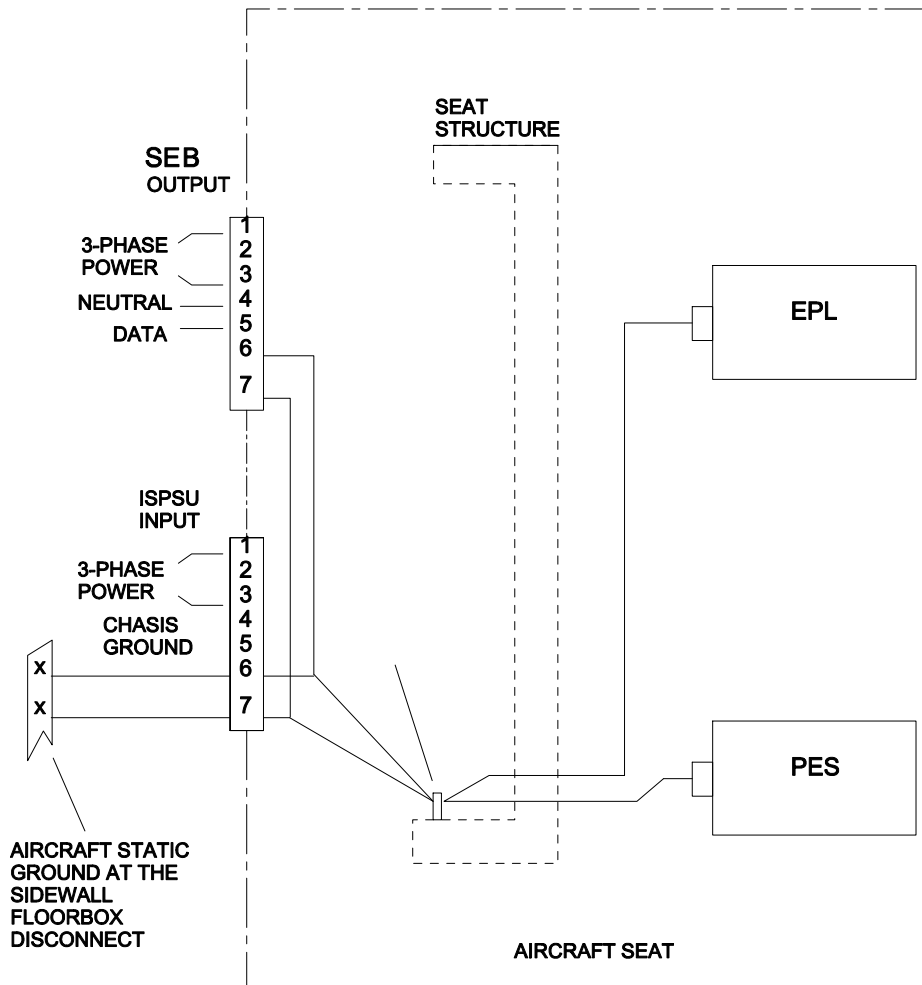 SEAT
STRUCTURE
SEB
OUTPUT
1
2
3
4
5
6
7
3-PHASE
POWER
NEUTRAL
DATA
EPL
ISPSU
INPUT
1
2
3
4
5
6
7
3-PHASE
POWER
CHASIS
GROUND
X
X
PES
AIRCRAFT STATIC
GROUND AT THE
SIDEWALL
FLOORBOX
DISCONNECT
AIRCRAFT SEAT